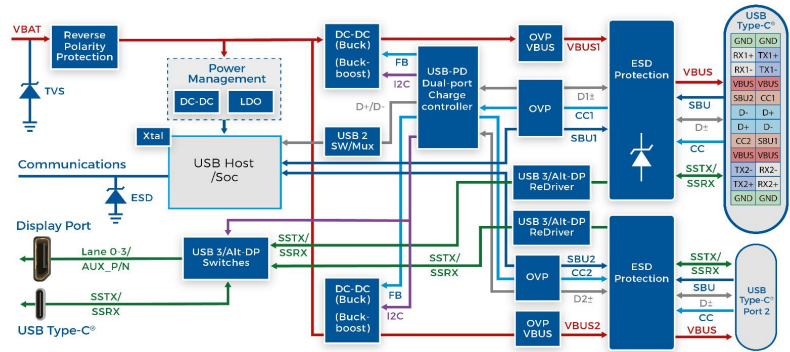 VBAT
Reverse
Polarity
Protection
TVS
Power
Management
DC-DC
LDO
Xtal
USB Host
/Soc
Communications
ESD
Display Port
Lane 0-3/
AUX_P/N
SSTX/
SSRX
USB Type-C®
USB 3/Alt-DP
Switches
SSTX/
SSRX
SSTX/
SSRX
DC-DC
(Buck)
(Buck-
boost)
FB
I2C
D+/D-
USB 2
SW/Mux
USB-PD
Dual-port
Charge
controller
DC-DC
(Buck)
(Buck-
boost)
FB
I2C
OVP
VBUS
VBUS1
OVP
D1±
CC1
SBU1
USB 3/Alt-DP
ReDriver
USB 3/Alt-DP
ReDriver
OVP
SBU2
CC2
D2±
OVP
VBUS
VBUS2
ESD
Protection
VBUS
SBU
D±
CC
SSTX/
SSRX
ESD
Protection
SSTX/
SSRX
SBU
D±
CC
VBUS
USB
Type-C®
GND GND
RX1+ TX1+
RX1- TX1-
VBUS VBUS
SBU2 CC1
D- D+
D+ D-
CC2 SBU1
VBUS VBUS
TX2- RX2-
TX2+ RX2+
GND GND
USB
Type-C®
Port 2